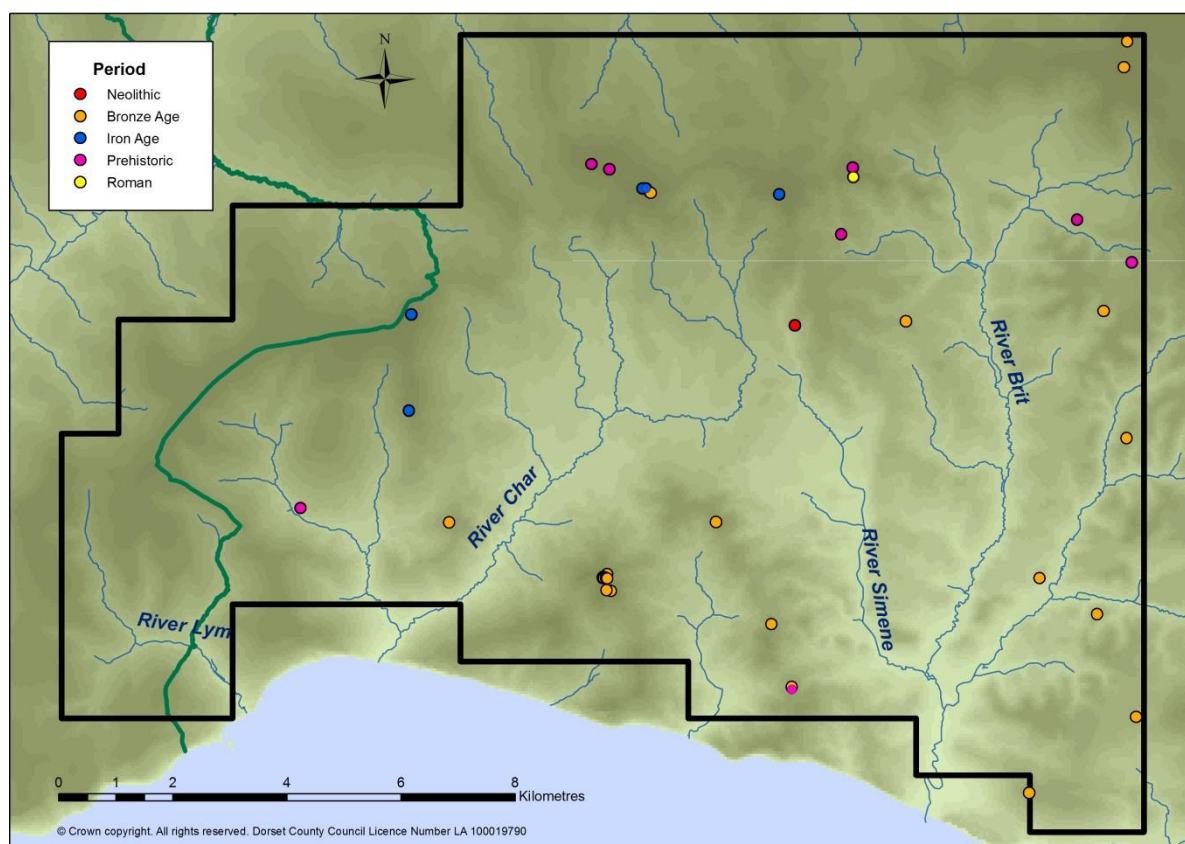 Period
Neolithic
Bronze Age
Iron Age
Prehistoric
Roman
N
River Brit
River Char
River Simene
River Lym
0 1 2 4 6 8
Kilometres
© Crown copyright. All rights reserved. Dorset County Council Licence Number LA 100019790